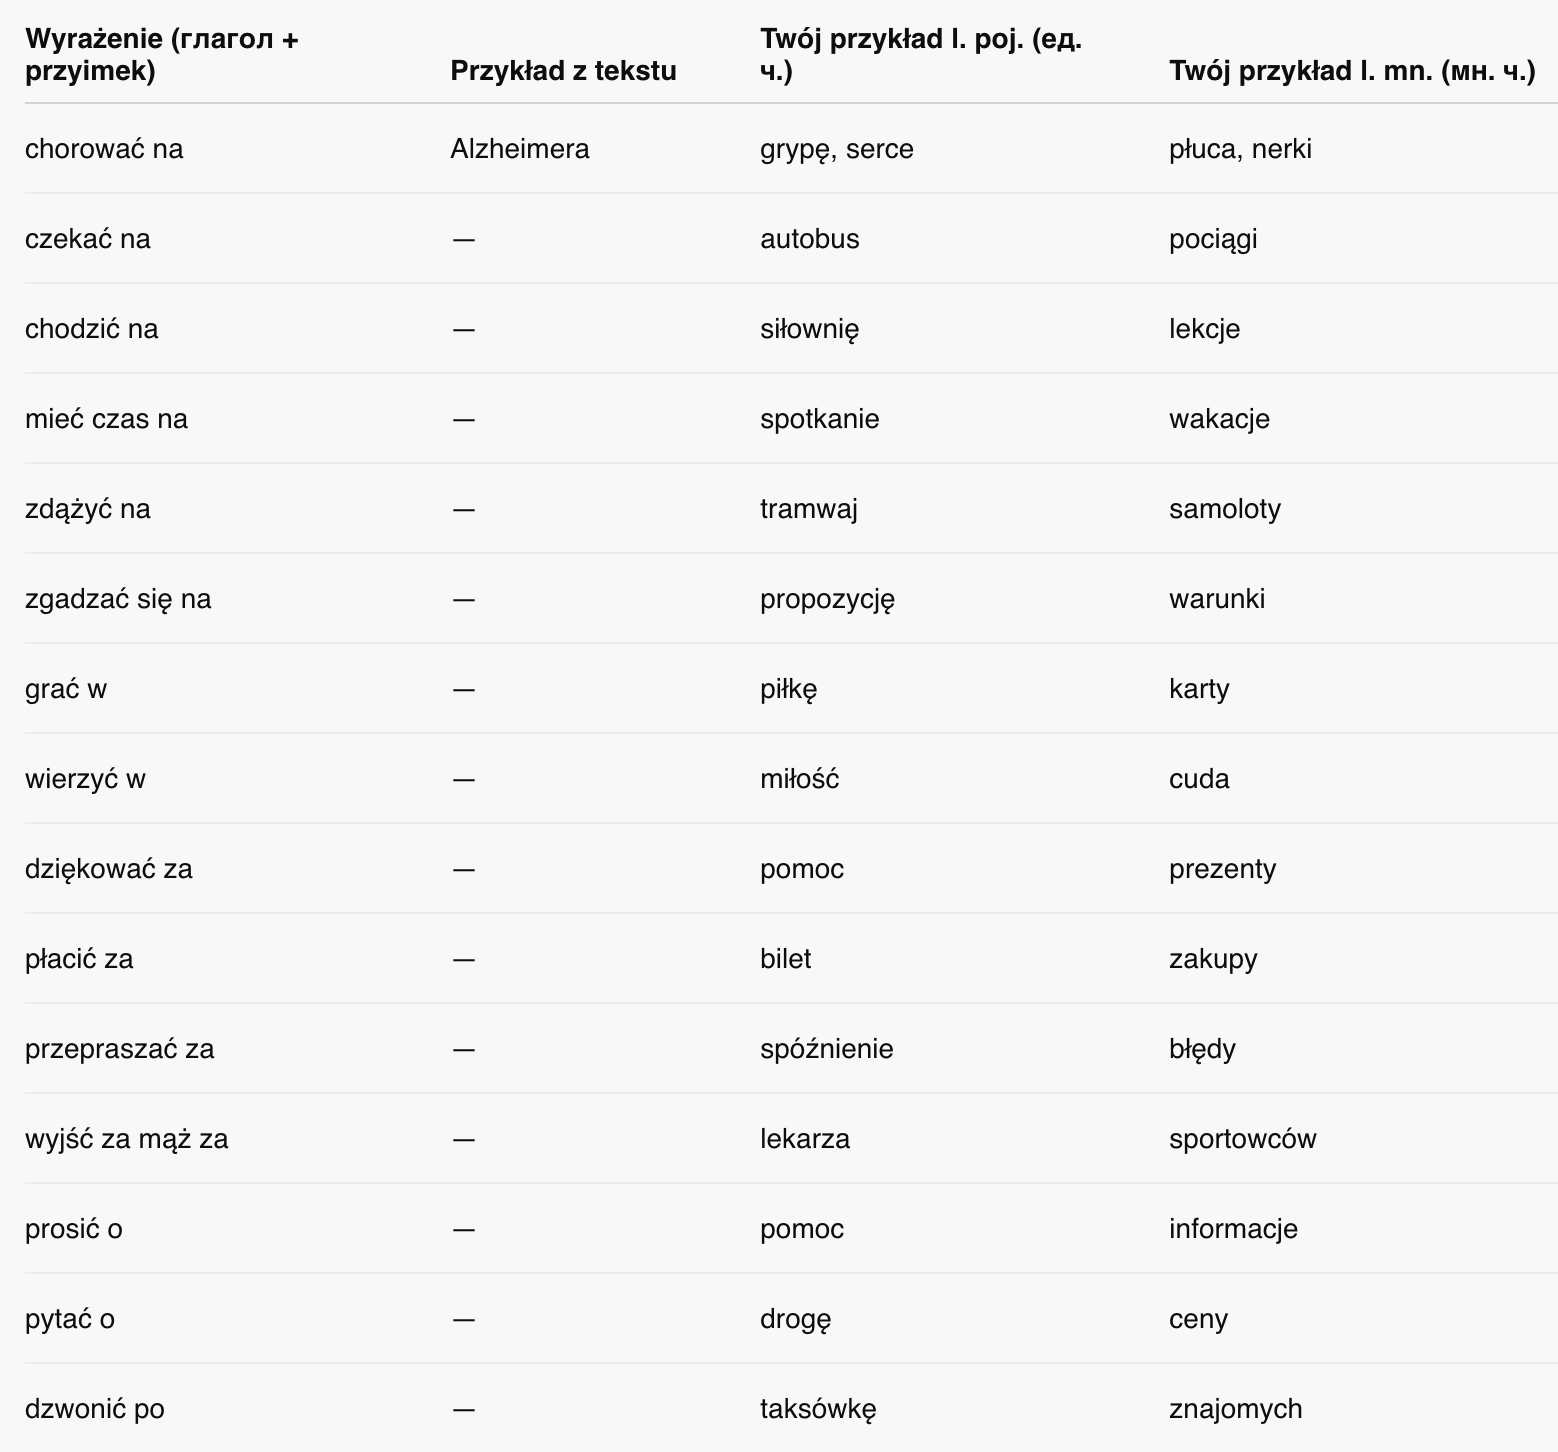 Wyrażenie (глагол +
przyimek)
Przykład z tekstu
Twój przykład l. poj. (ед.
ч.)
Twój przykład l. mn. (мн. ч.)
chorować na Alzheimera grypę, serce płuca, nerki
czekać na — autobus pociągi
chodzić na — siłownię lekcje
mieć czas na — spotkanie wakacje
zdążyć na — tramwaj samoloty
zgadzać się na — propozycję warunki
grać w — piłkę karty
wierzyć w — miłość cuda
dziękować za — pomoc prezenty
płacić za — bilet zakupy
przepraszać za — spóźnienie błędy
wyjść za mąż za — lekarza sportowców
prosić o — pomoc informacje
pytać o — drogę ceny
dzwonić po — taksówkę znajomych